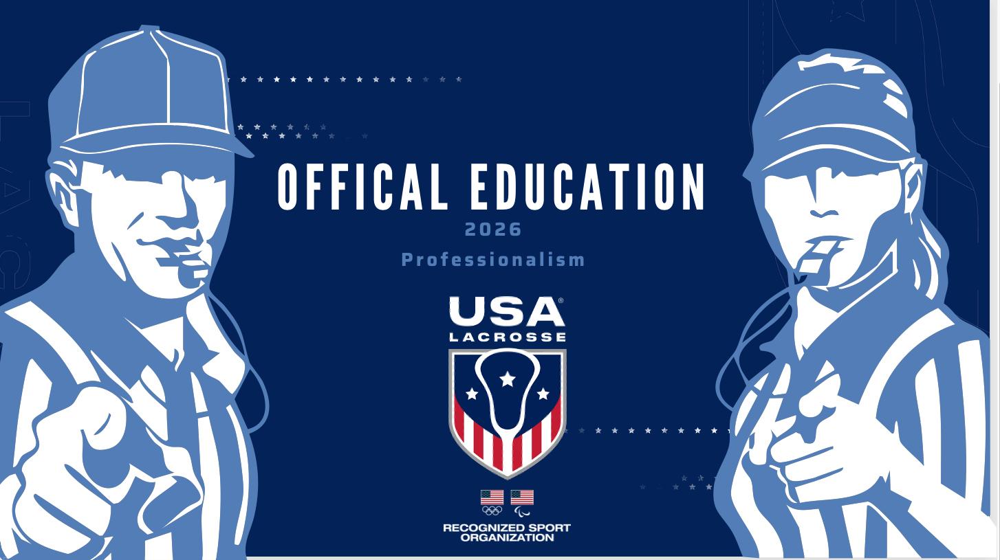 OFFICAL EDUCATION
2026
Professionalism
USA®
LACROSSE
RECOGNIZED SPORT
ORGANIZATION